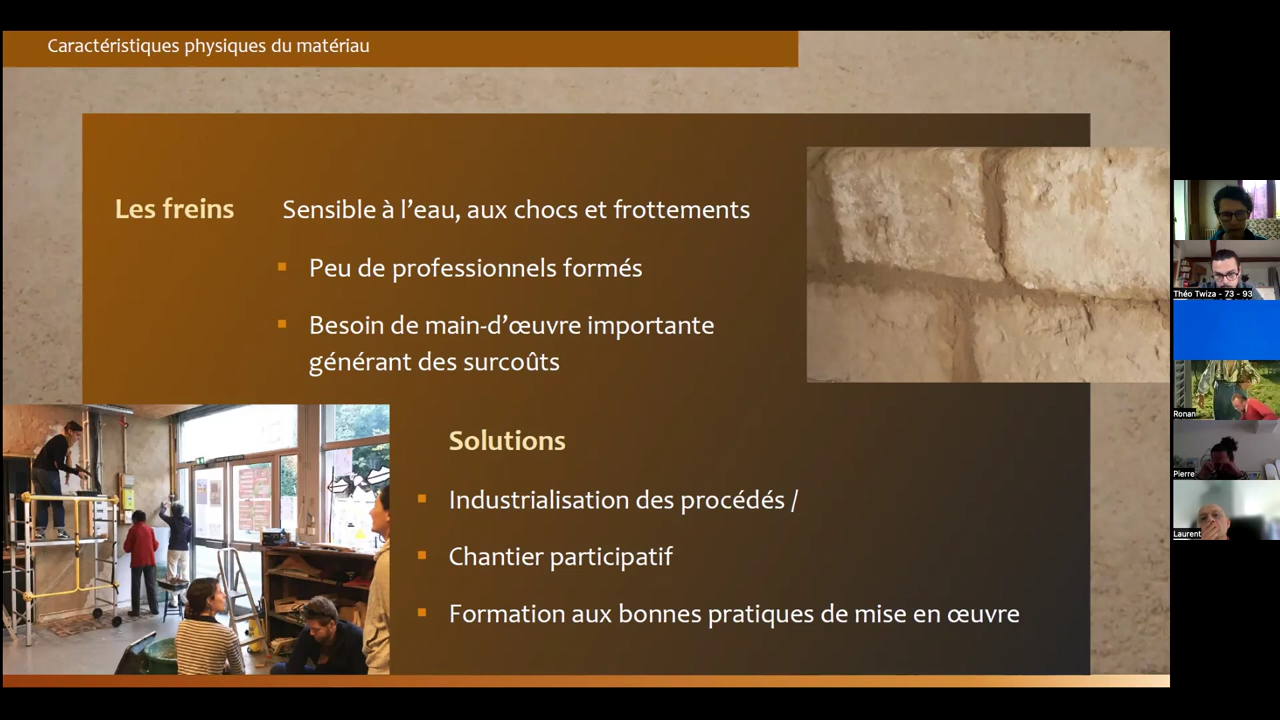 Caractéristiques physiques du matériau
Les freins
Sensible à l’eau, aux chocs et frottements
▪ Peu de professionnels formés
▪ Besoin de main-d’œuvre importante
générant des surcoûts
Solutions
▪ Industrialisation des procédés /
▪ Chantier participatif
▪ Formation aux bonnes pratiques de mise en œuvre
Théo Twiza - 73 - 93
Ronan
Pierre
Laurent